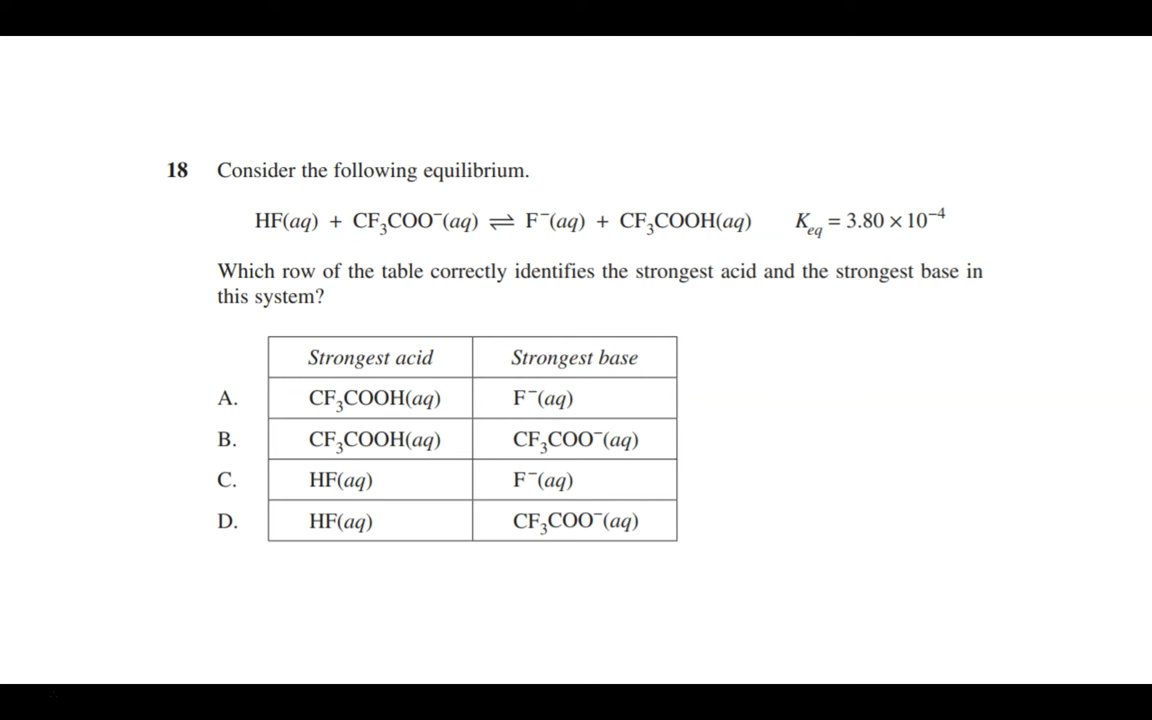 18 Consider the following equilibrium.
HF(aq) + CF₃COO⁻(aq) ⇌ F⁻(aq) + CF₃COOH(aq) K_eq = 3.80 × 10⁻⁴
Which row of the table correctly identifies the strongest acid and the strongest base in
this system?
Strongest acid Strongest base
A. CF₃COOH(aq) F⁻(aq)
B. CF₃COOH(aq) CF₃COO⁻(aq)
C. HF(aq) F⁻(aq)
D. HF(aq) CF₃COO⁻(aq)